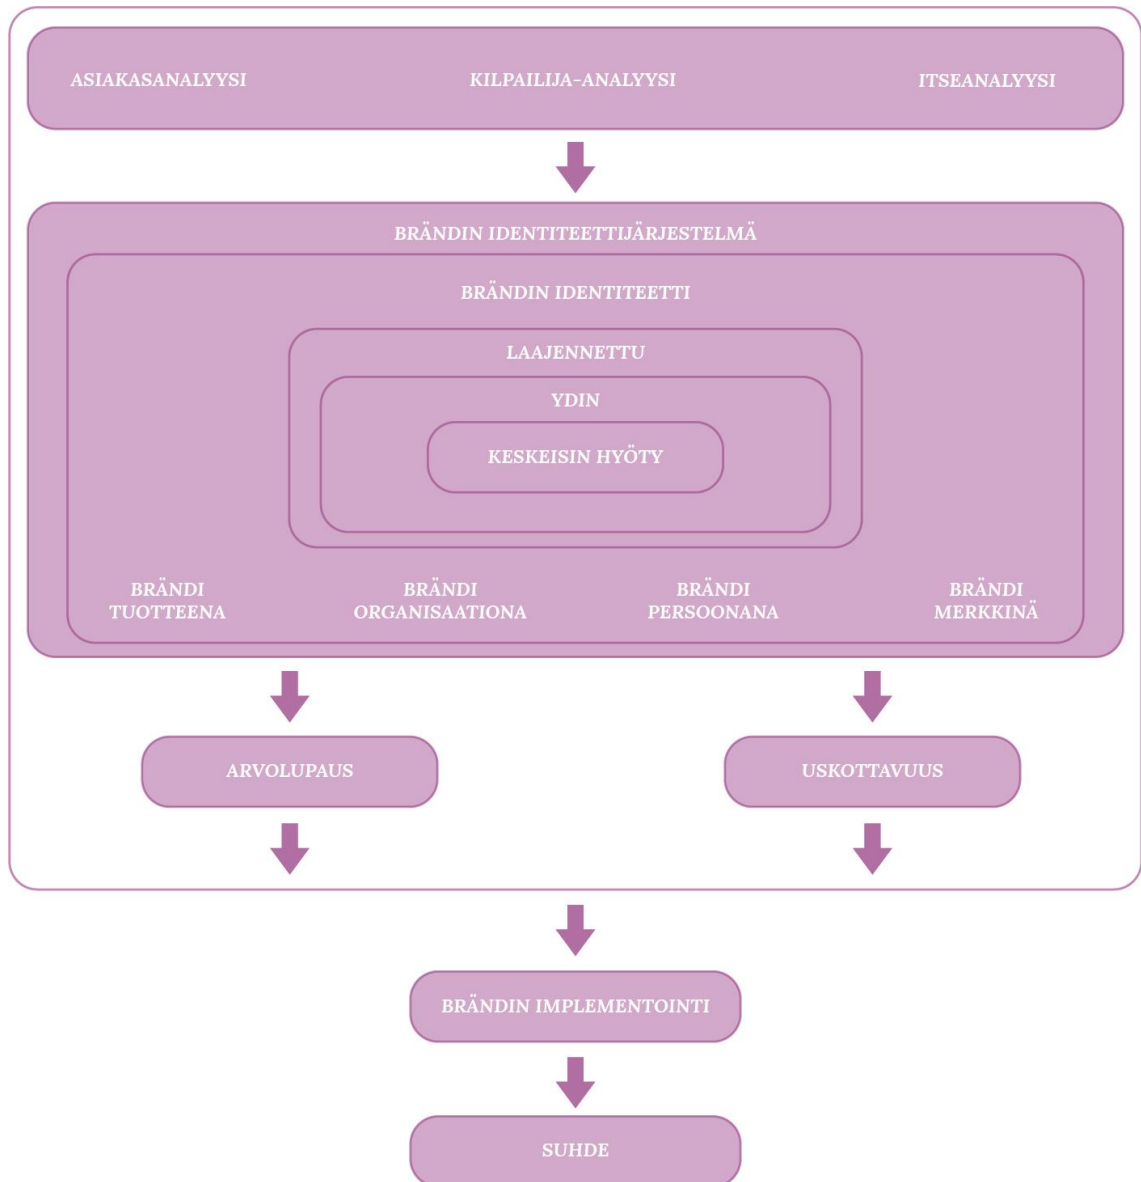 ASIAKASANALYYSI
KILPAILIJA-ANALYYSI
ITSEANALYYSI
BRÄNDIN IDENTITEETTIJÄRJESTELMÄ
BRÄNDIN IDENTITEETTI
LAAJENNETTU
YDIN
KESKEISIN HYÖTY
BRÄNDI
TUOTTEENA
BRÄNDI
ORGANISAATIONA
BRÄNDI
PERSOONANA
BRÄNDI
MERKKINÄ
ARVOLUPAUS
USKOTTAVUUS
BRÄNDIN IMPLEMENTOINTI
SUHDE